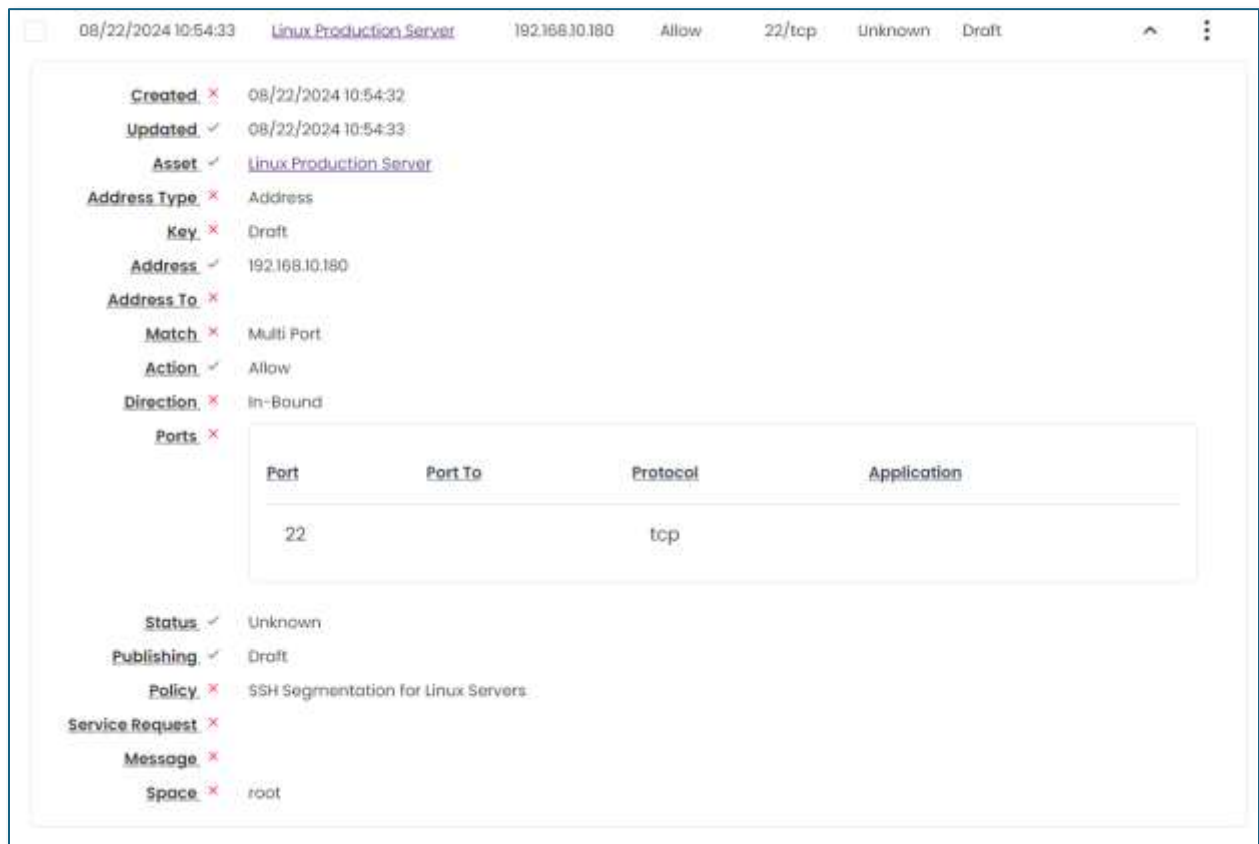 08/22/2024 10:54:33 Linux Production Server 192.168.10.180 Allow 22/tcp Unknown Draft
Created 08/22/2024 10:54:32
Updated 08/22/2024 10:54:33
Asset Linux Production Server
Address Type Address
Key Draft
Address 192.168.10.180
Address To
Match Multi Port
Action Allow
Direction In-Bound
Ports
Port Port To Protocol Application
22 tcp
Status Unknown
Publishing Draft
Policy SSH Segmentation for Linux Servers
Service Request
Message
Space root